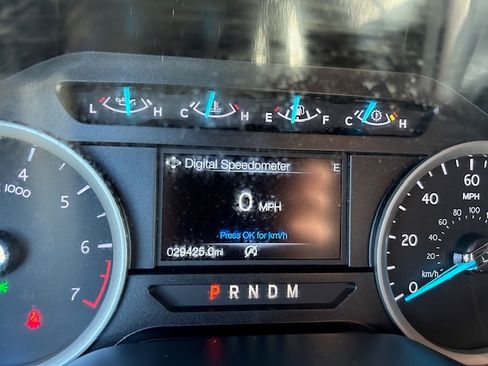 L H C H E F C H
Digital Speedometer E
0 MPH
Press OK for km/h
029425.0mi
P R N D M
4
5
6
7
1000
60
MPH
40
20
0
100
80
60
40
20
km/h